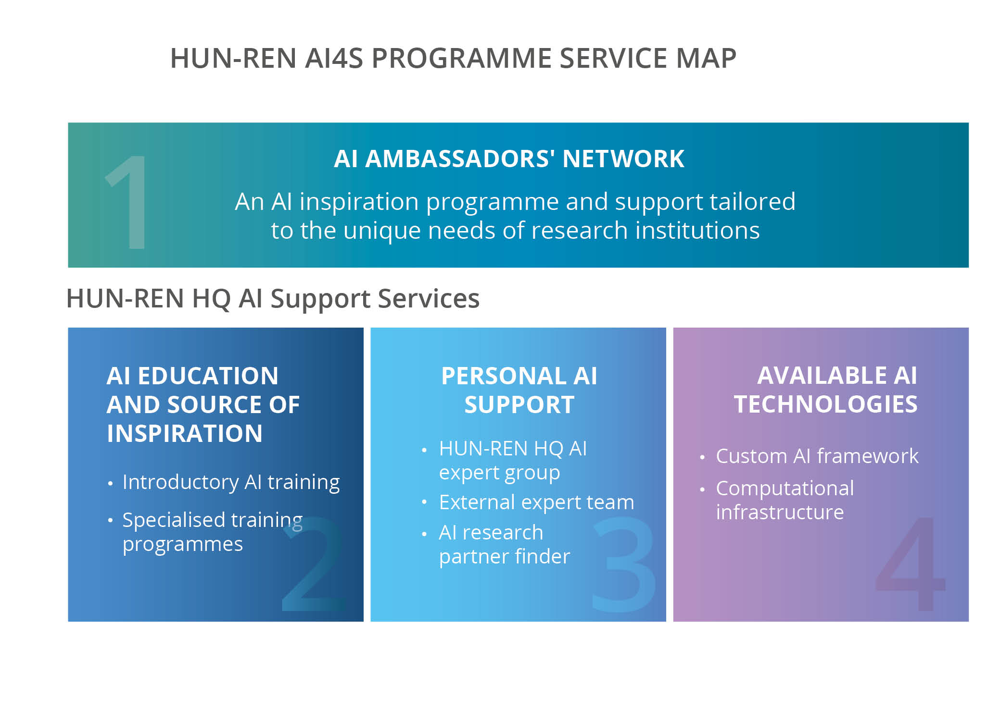 HUN-REN AI4S PROGRAMME SERVICE MAP
1
AI AMBASSADORS' NETWORK
An AI inspiration programme and support tailored
to the unique needs of research institutions
HUN-REN HQ AI Support Services
AI EDUCATION
AND SOURCE OF
INSPIRATION
• Introductory AI training
• Specialised training
programmes
2
PERSONAL AI
SUPPORT
• HUN-REN HQ AI
expert group
• External expert team
• AI research
partner finder
3
AVAILABLE AI
TECHNOLOGIES
• Custom AI framework
• Computational
infrastructure
4